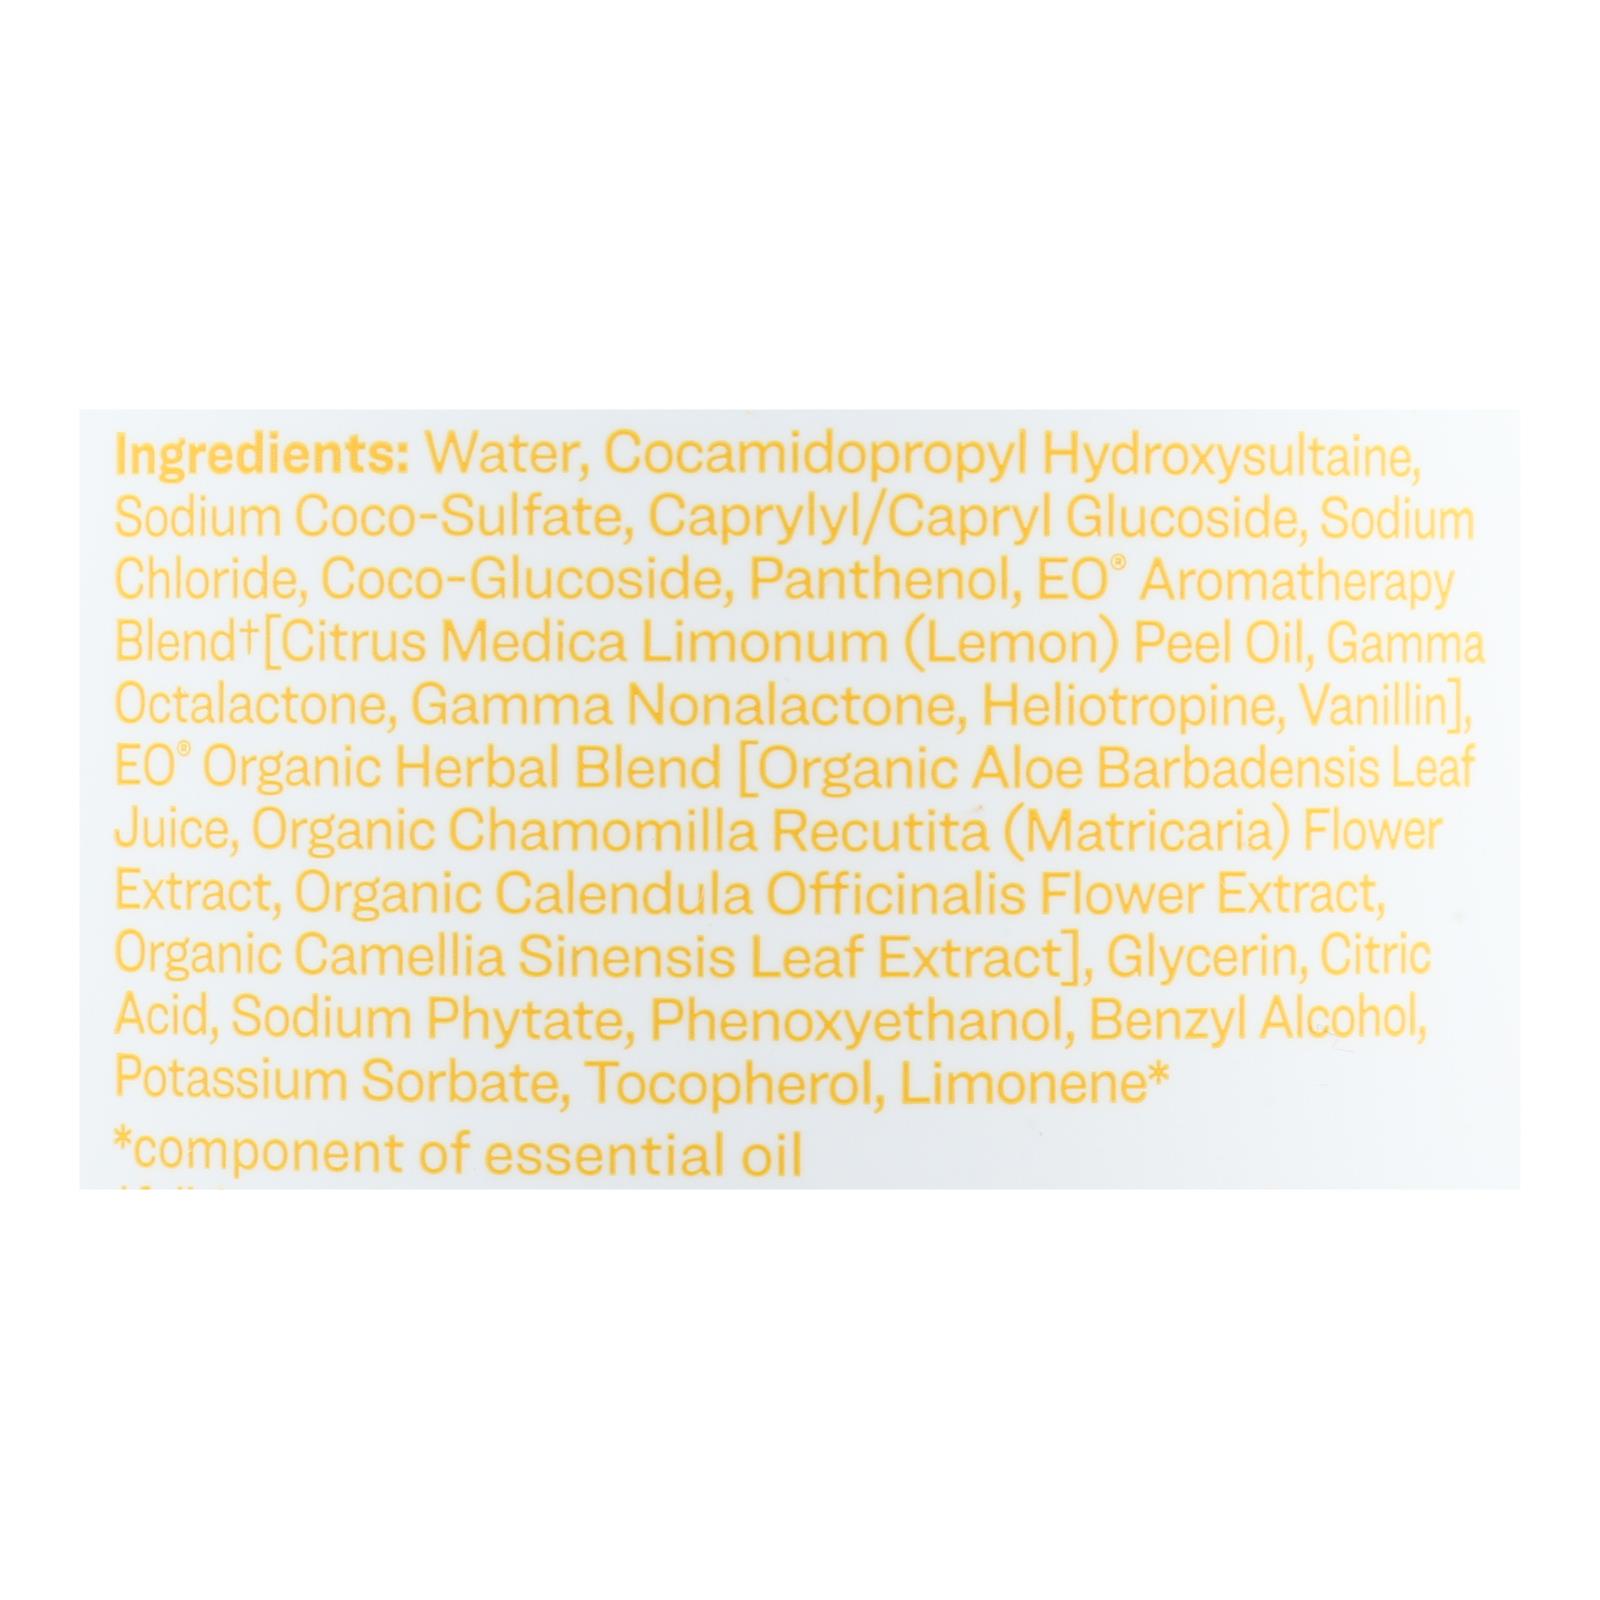 Ingredients: Water, Cocamidopropyl Hydroxysultaine,
Sodium Coco-Sulfate, Caprylyl/Capryl Glucoside, Sodium
Chloride, Coco-Glucoside, Panthenol, EO® Aromatherapy
Blend†[Citrus Medica Limonum (Lemon) Peel Oil, Gamma
Octalactone, Gamma Nonalactone, Heliotropine, Vanillin],
EO® Organic Herbal Blend [Organic Aloe Barbadensis Leaf
Juice, Organic Chamomilla Recutita (Matricaria) Flower
Extract, Organic Calendula Officinalis Flower Extract,
Organic Camellia Sinensis Leaf Extract], Glycerin, Citric
Acid, Sodium Phytate, Phenoxyethanol, Benzyl Alcohol,
Potassium Sorbate, Tocopherol, Limonene*
*component of essential oil